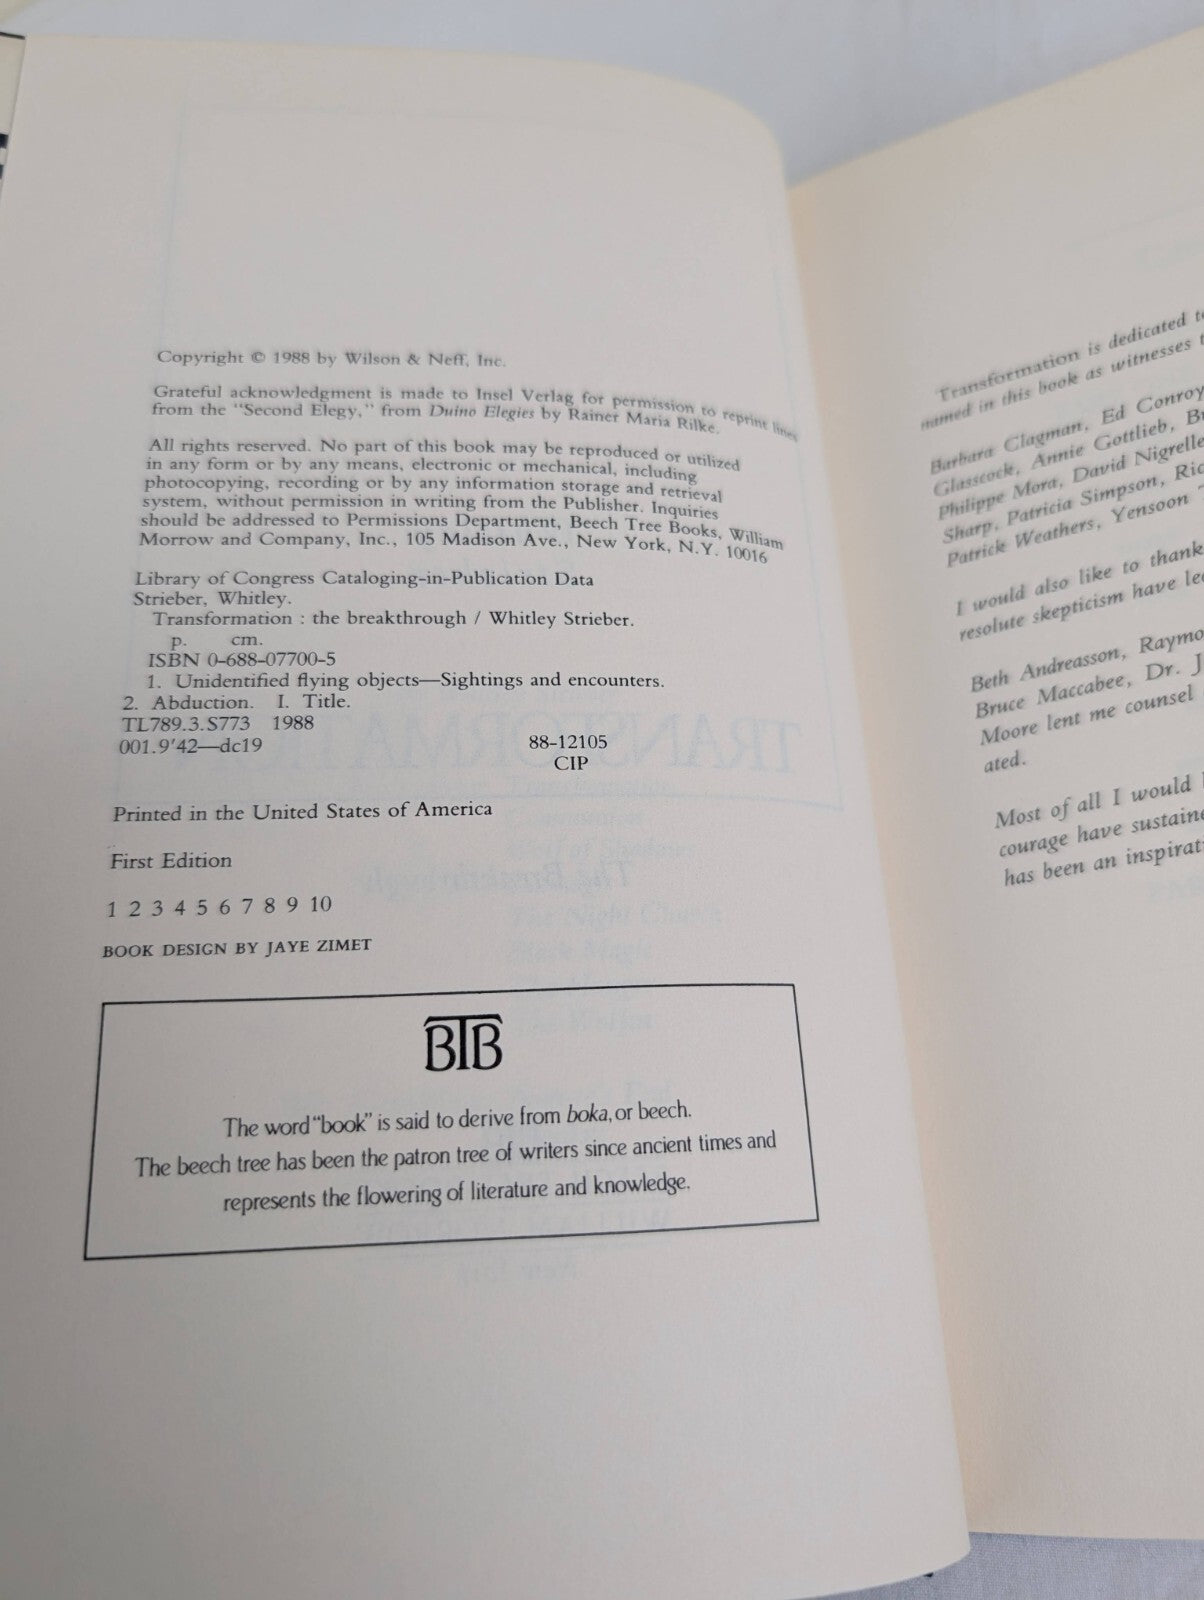 Copyright © 1988 by Wilson & Neff, Inc.
Grateful acknowledgment is made to Insel Verlag for permission to reprint lines
from the "Second Elegy," from Duino Elegies by Rainer Maria Rilke.
All rights reserved. No part of this book may be reproduced or utilized
in any form or by any means, electronic or mechanical, including
photocopying, recording or by any information storage and retrieval
system, without permission in writing from the Publisher. Inquiries
should be addressed to Permissions Department, Beech Tree Books, William
Morrow and Company, Inc., 105 Madison Ave., New York, N.Y. 10016
Library of Congress Cataloging-in-Publication Data
Strieber, Whitley.
Transformation : the breakthrough / Whitley Strieber.
p. cm.
ISBN 0-688-07700-5
1. Unidentified flying objects—Sightings and encounters.
2. Abduction. I. Title.
TL789.3.S773 1988
001.9'42—dc19 88-12105
CIP
Printed in the United States of America
First Edition
1 2 3 4 5 6 7 8 9 10
BOOK DESIGN BY JAYE ZIMET
BTB
The word "book" is said to derive from boka, or beech.
The beech tree has been the patron tree of writers since ancient times and
represents the flowering of literature and knowledge.
Transformation is dedicated
named in this book as witnesses
Barbara Clagman, Ed Conroy
Glasscock, Annie Gottlieb,
Philippe Mora, David Nigrelle
Sharp, Patricia Simpson,
Patrick Weathers, Yensoon
I would also like to thank
resolute skepticism have
Beth Andreasson,
Bruce Maccabee, Dr.
Moore lent me counsel
ated.
Most of all I would
courage have
has been an